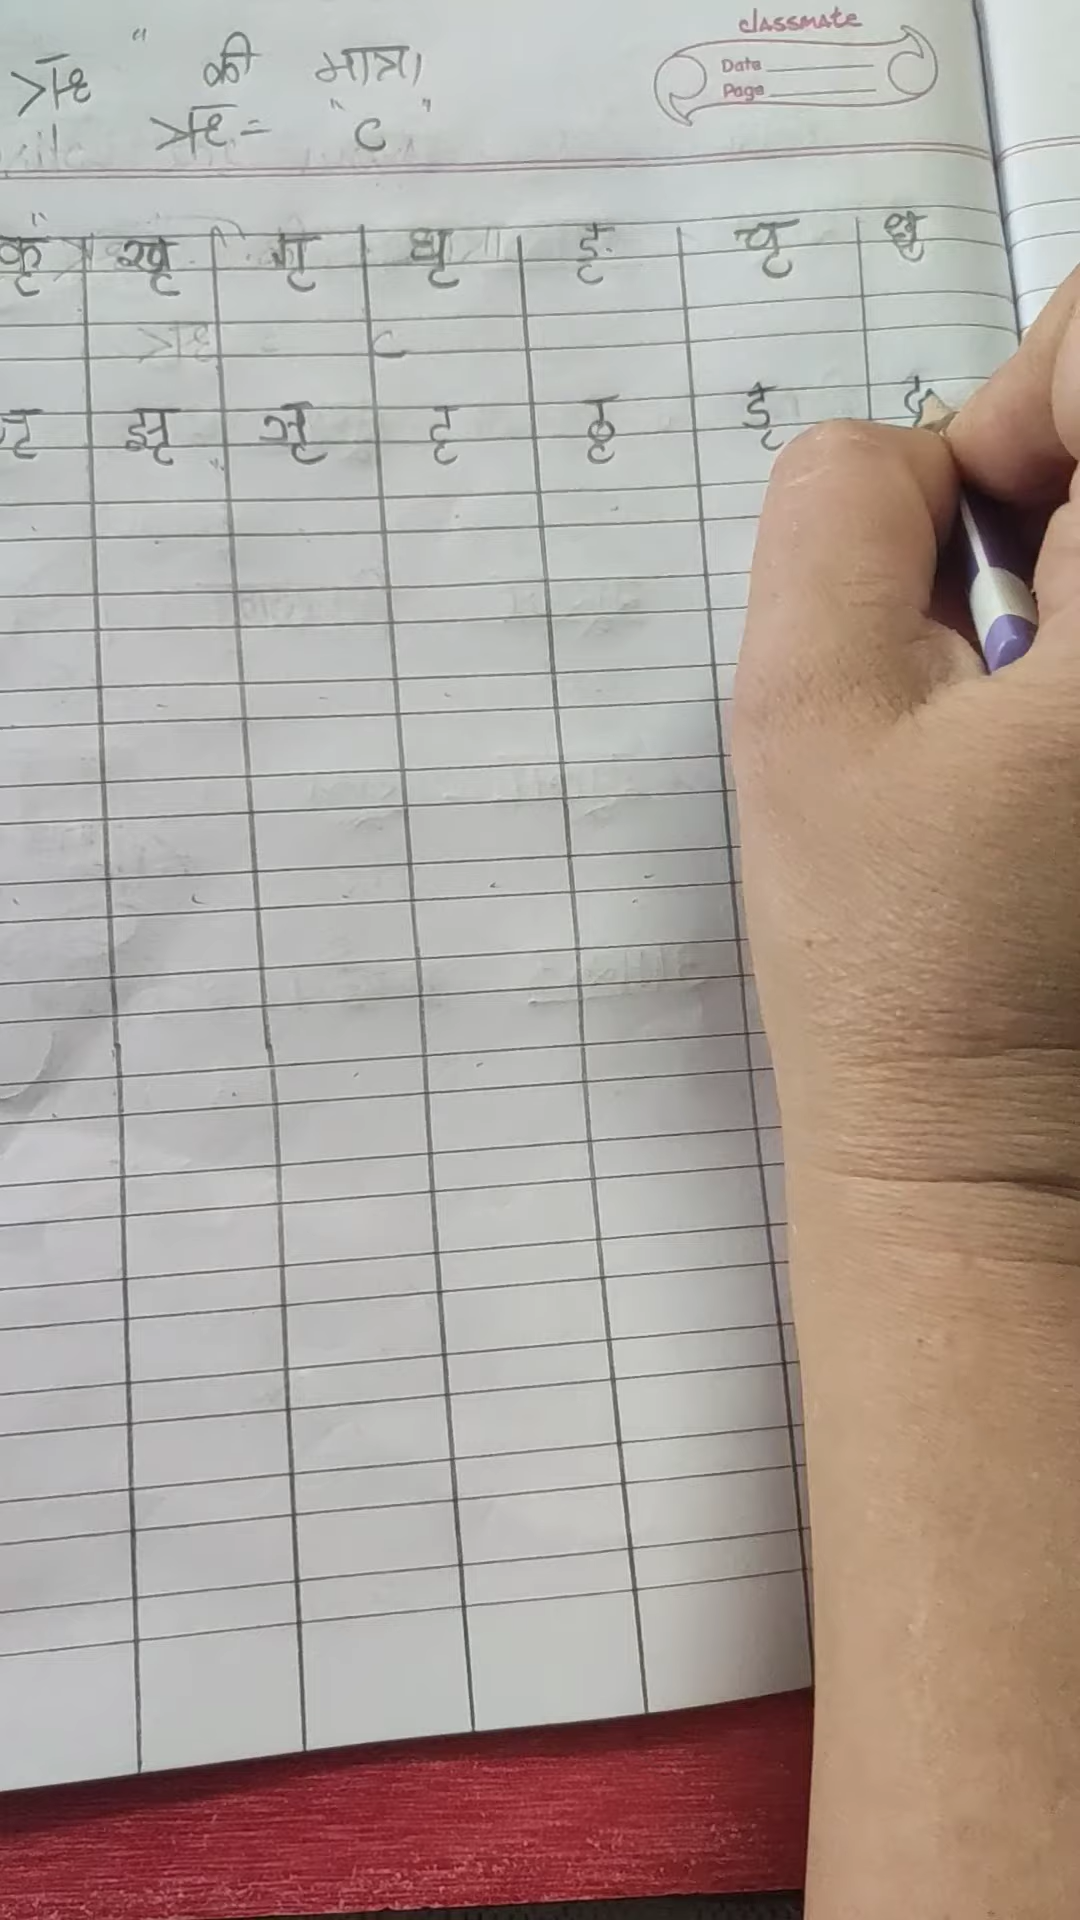 classmate
Date
Page
ऋ " की मात्रा
ऋ = " ृ "
कृ खृ गृ घृ ङृ चृ छृ
जृ झृ ञृ टृ ठृ डृ